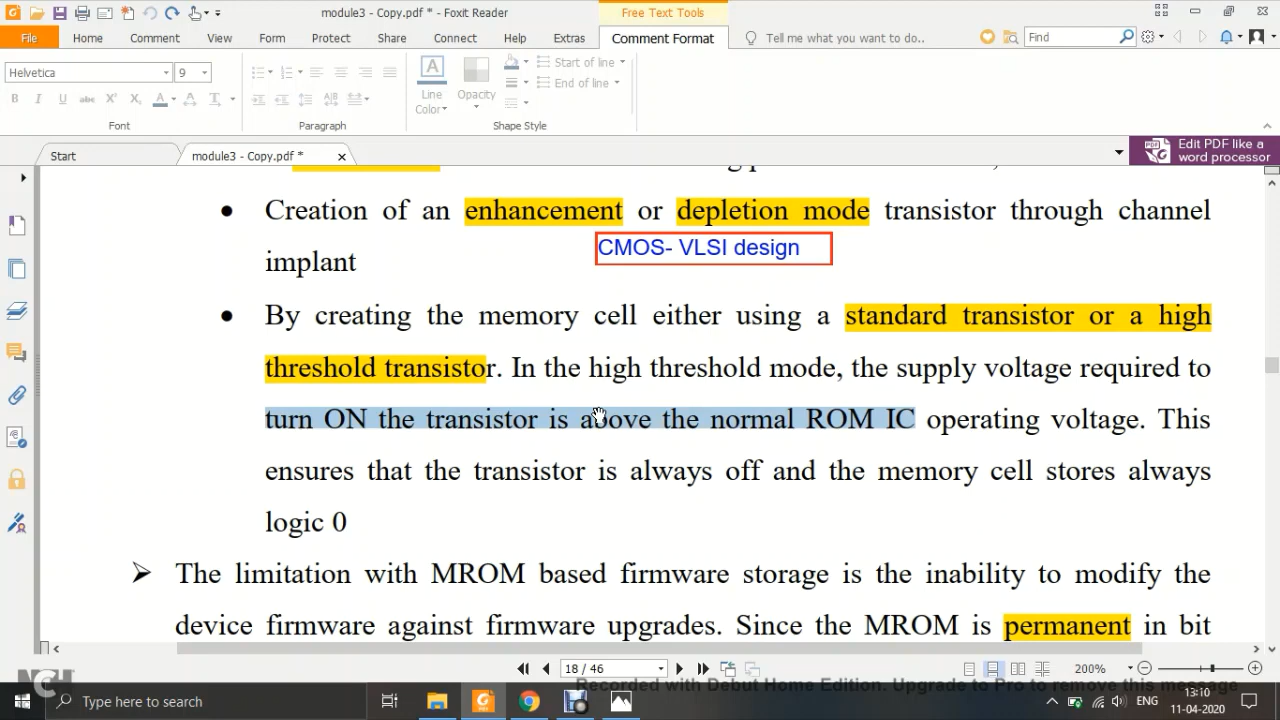 module3 - Copy.pdf * - Foxit Reader
Free Text Tools
File Home Comment View Form Protect Share Connect Help Extras Comment Format Tell me what you want to do.. Find
Helvetica 9 Start of line
B I U abc X² X₂ A A T Line Color Opacity End of line
Font Paragraph Shape Style
Start module3 - Copy.pdf * Edit PDF like a word processor
• Creation of an enhancement or depletion mode transistor through channel
CMOS- VLSI design
implant
• By creating the memory cell either using a standard transistor or a high
threshold transistor. In the high threshold mode, the supply voltage required to
turn ON the transistor is above the normal ROM IC operating voltage. This
ensures that the transistor is always off and the memory cell stores always
logic 0
➢ The limitation with MROM based firmware storage is the inability to modify the
device firmware against firmware upgrades. Since the MROM is permanent in bit
18 / 46 200%
NCH Recorded with Debut Home Edition. Upgrade to Pro to remove this message
Type here to search ENG 13:10
11-04-2020